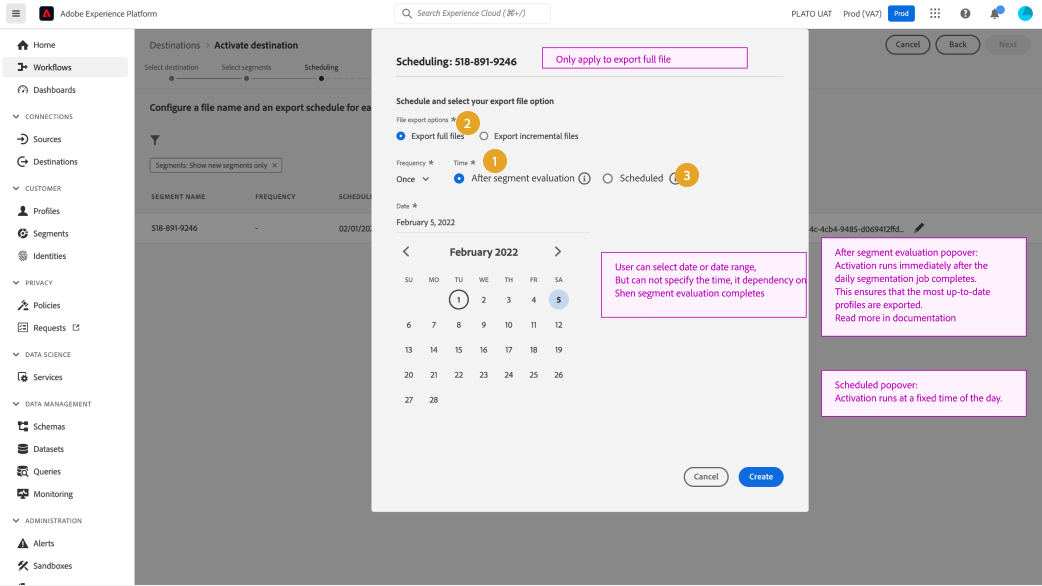 Adobe Experience Platform
Search Experience Cloud (⌘+/)
PLATO UAT
Prod (VA7)
Prod
Home
Workflows
Dashboards
CONNECTIONS
Sources
Destinations
CUSTOMER
Profiles
Segments
Identities
PRIVACY
Policies
Requests
DATA SCIENCE
Services
DATA MANAGEMENT
Schemas
Datasets
Queries
Monitoring
ADMINISTRATION
Alerts
Sandboxes
Destinations > Activate destination
Cancel
Back
Next
Select destination
Select segments
Scheduling
Configure a file name and an export schedule for ea
Segments: Show new segments only ×
SEGMENT NAME
FREQUENCY
SCHEDUL
518-891-9246
-
02/01/20
4c-4cb4-9485-d069412ffd...
Scheduling: 518-891-9246
Only apply to export full file
Schedule and select your export file option
File export options *
2
Export full files
Export incremental files
Frequency *
Time *
1
Once
After segment evaluation
Scheduled
3
Date *
February 5, 2022
February 2022
SU MO TU WE TH FR SA
1 2 3 4 5
6 7 8 9 10 11 12
13 14 15 16 17 18 19
20 21 22 23 24 25 26
27 28
User can select date or date range,
But can not specify the time, it dependency on
Shen segment evaluation completes
After segment evaluation popover:
Activation runs immediately after the
daily segmentation job completes.
This ensures that the most up-to-date
profiles are exported.
Read more in documentation
Scheduled popover:
Activation runs at a fixed time of the day.
Cancel
Create